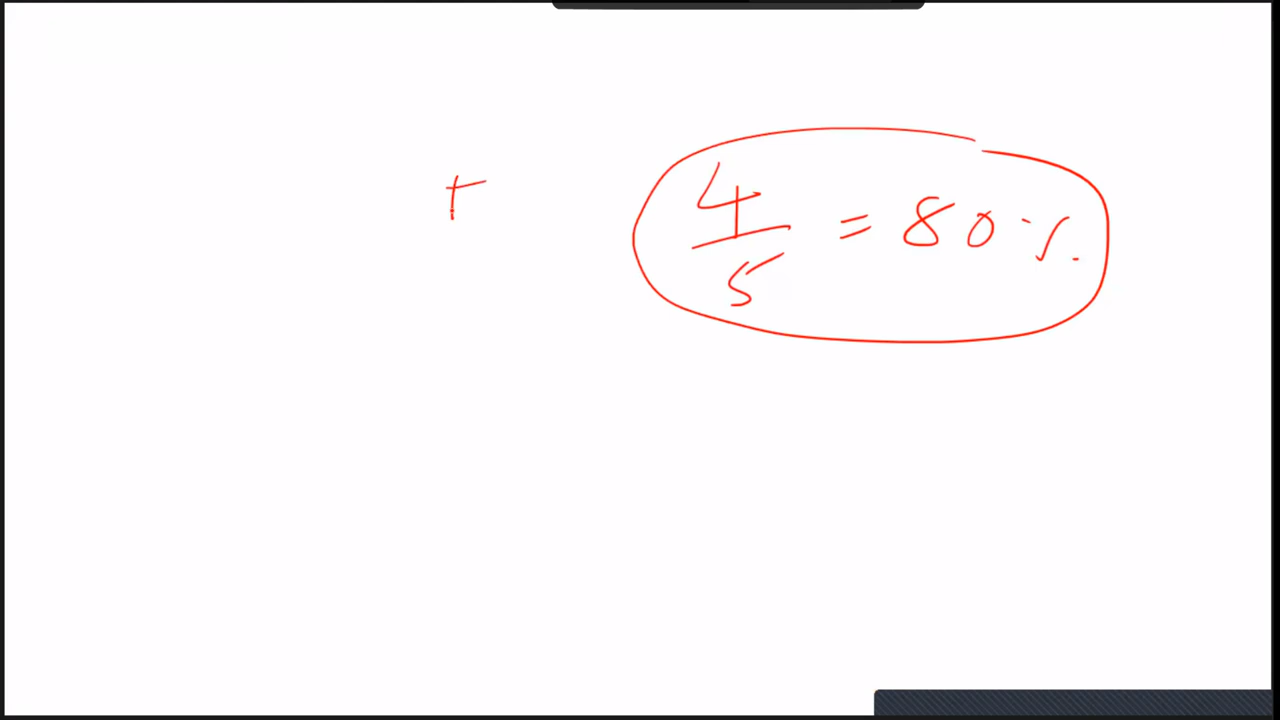 +
4/5 = 80%